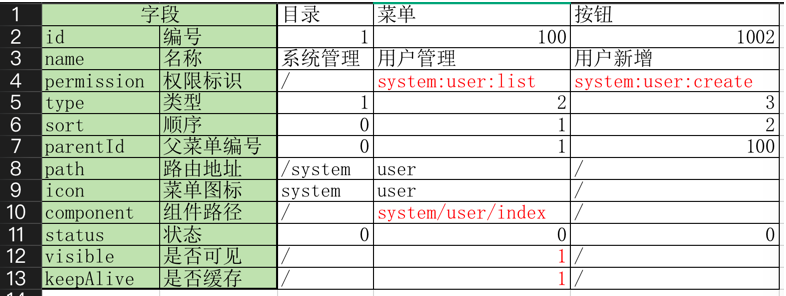 1 字段 目录 菜单 按钮
2 id 编号 1 100 1002
3 name 名称 系统管理 用户管理 用户新增
4 permission 权限标识 / system:user:list system:user:create
5 type 类型 1 2 3
6 sort 顺序 0 1 2
7 parentId 父菜单编号 0 1 100
8 path 路由地址 /system user /
9 icon 菜单图标 system user /
10 component 组件路径 / system/user/index /
11 status 状态 0 0 0
12 visible 是否可见 / 1 /
13 keepAlive 是否缓存 / 1 /